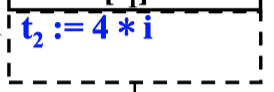 t₂ := 4 * i